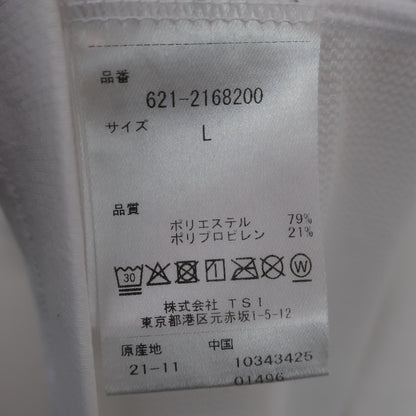 品番
621-2168200
サイズ
L
品質
ポリエステル 79%
ポリプロピレン 21%
30
W
株式会社 TSI
東京都港区元赤坂1-5-12
原産地 中国
21-11 10343425
01496